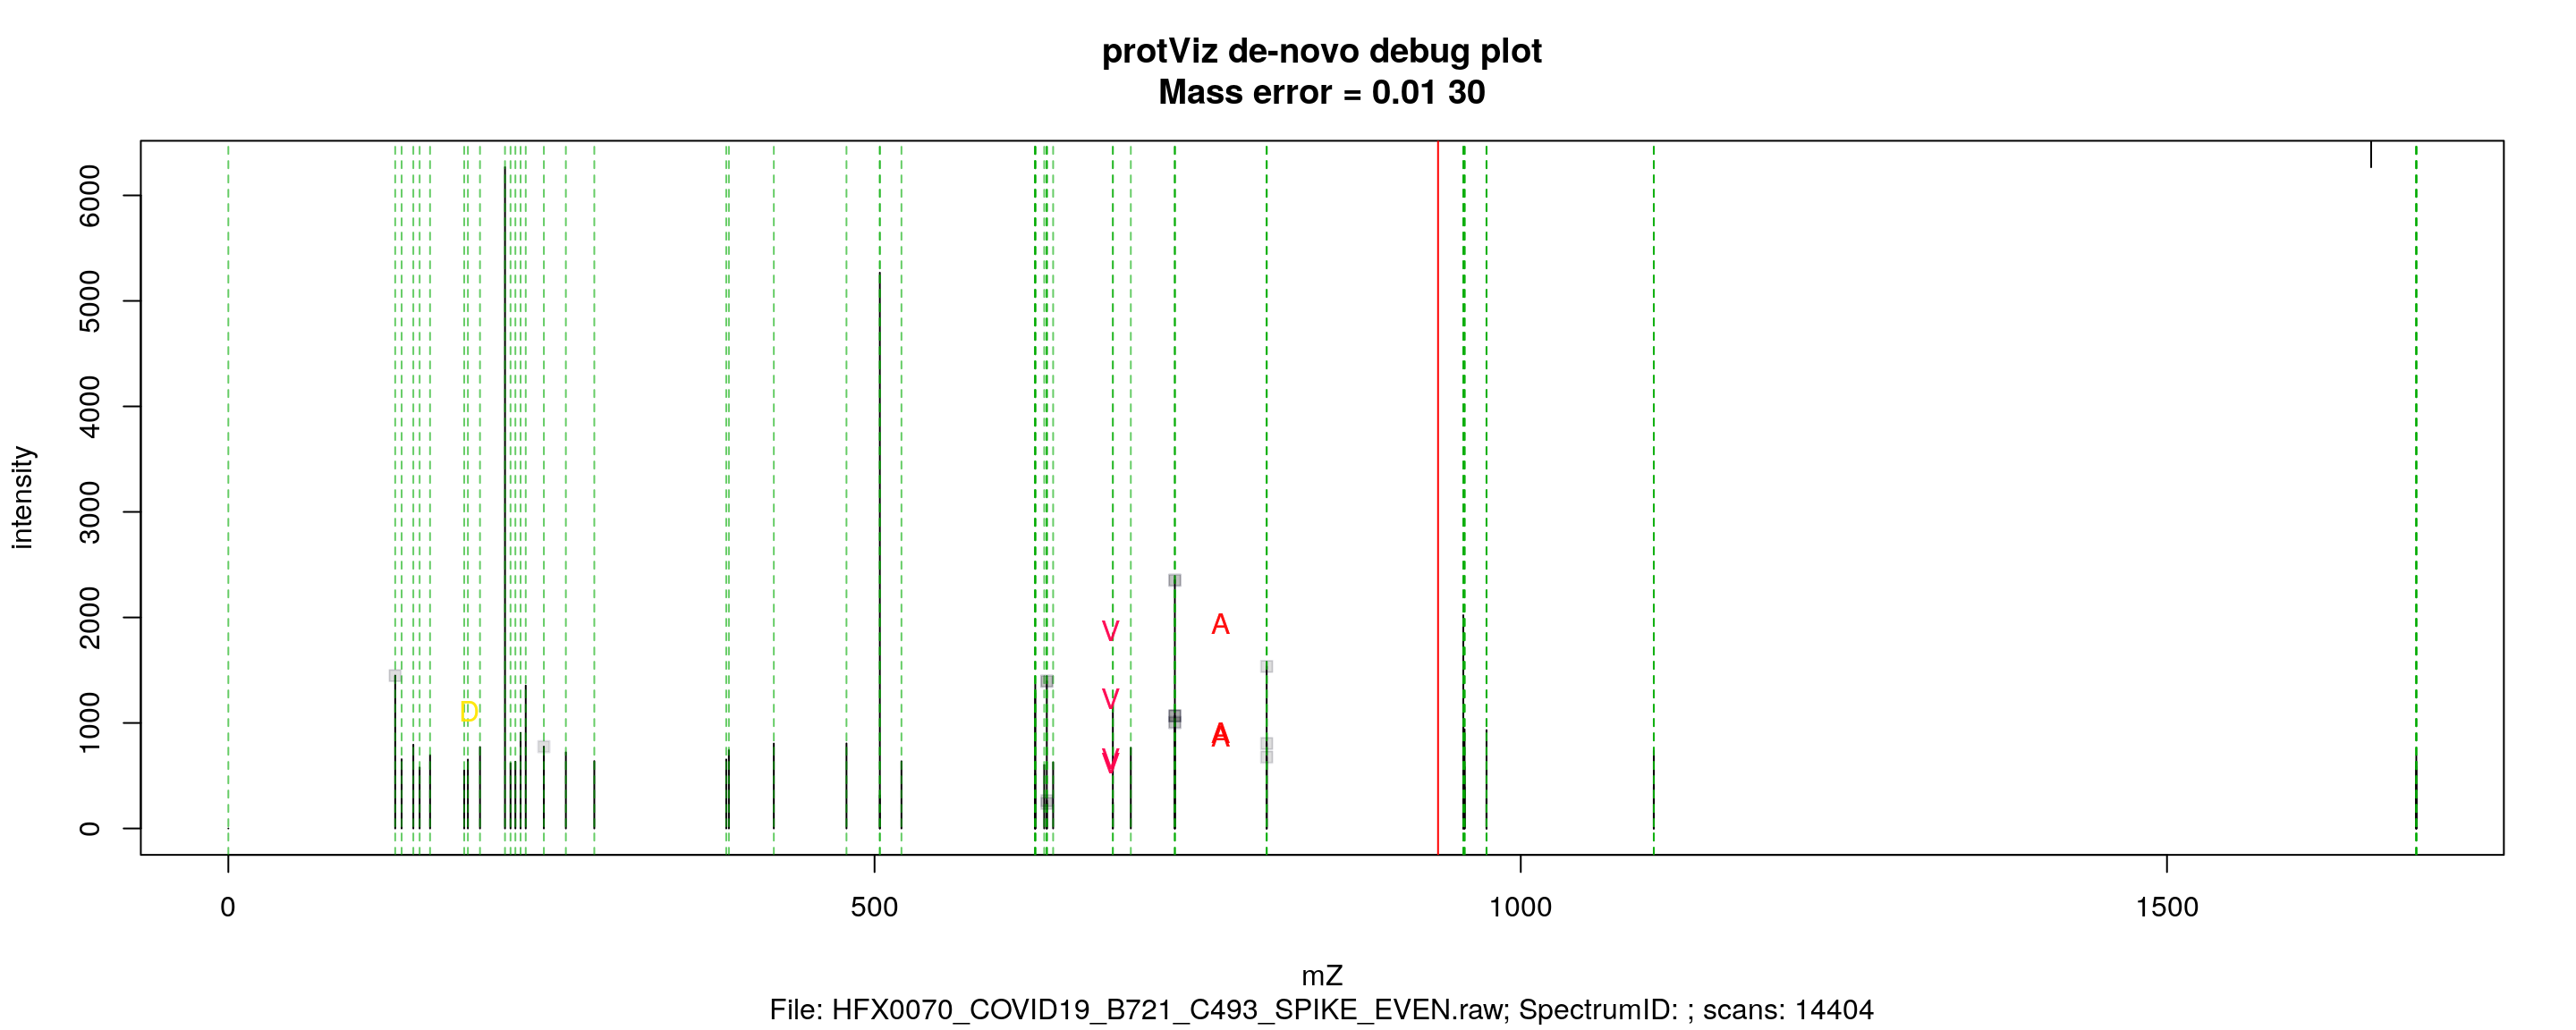 protViz de-novo debug plot
Mass error = 0.01 30
intensity
6000
5000
4000
3000
2000
1000
0
V
A
V
D
A
A
V
V
0 500 1000 1500
mZ
File: HFX0070_COVID19_B721_C493_SPIKE_EVEN.raw; SpectrumID: ; scans: 14404